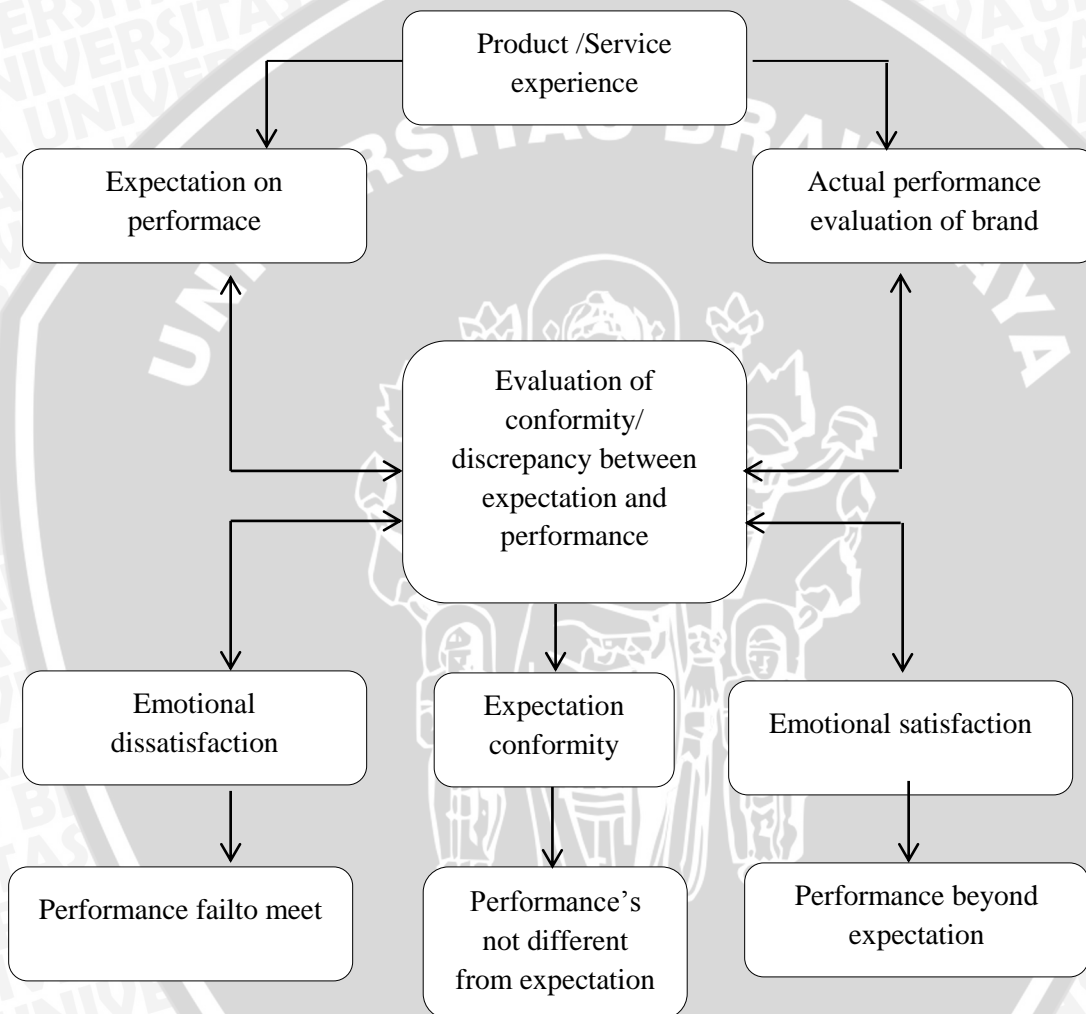 Product /Service
experience
Expectation on
performace
Actual performance
evaluation of brand
Evaluation of
conformity/
discrepancy between
expectation and
performance
Emotional
dissatisfaction
Expectation
conformity
Emotional satisfaction
Performance failto meet
Performance's
not different
from expectation
Performance beyond
expectation